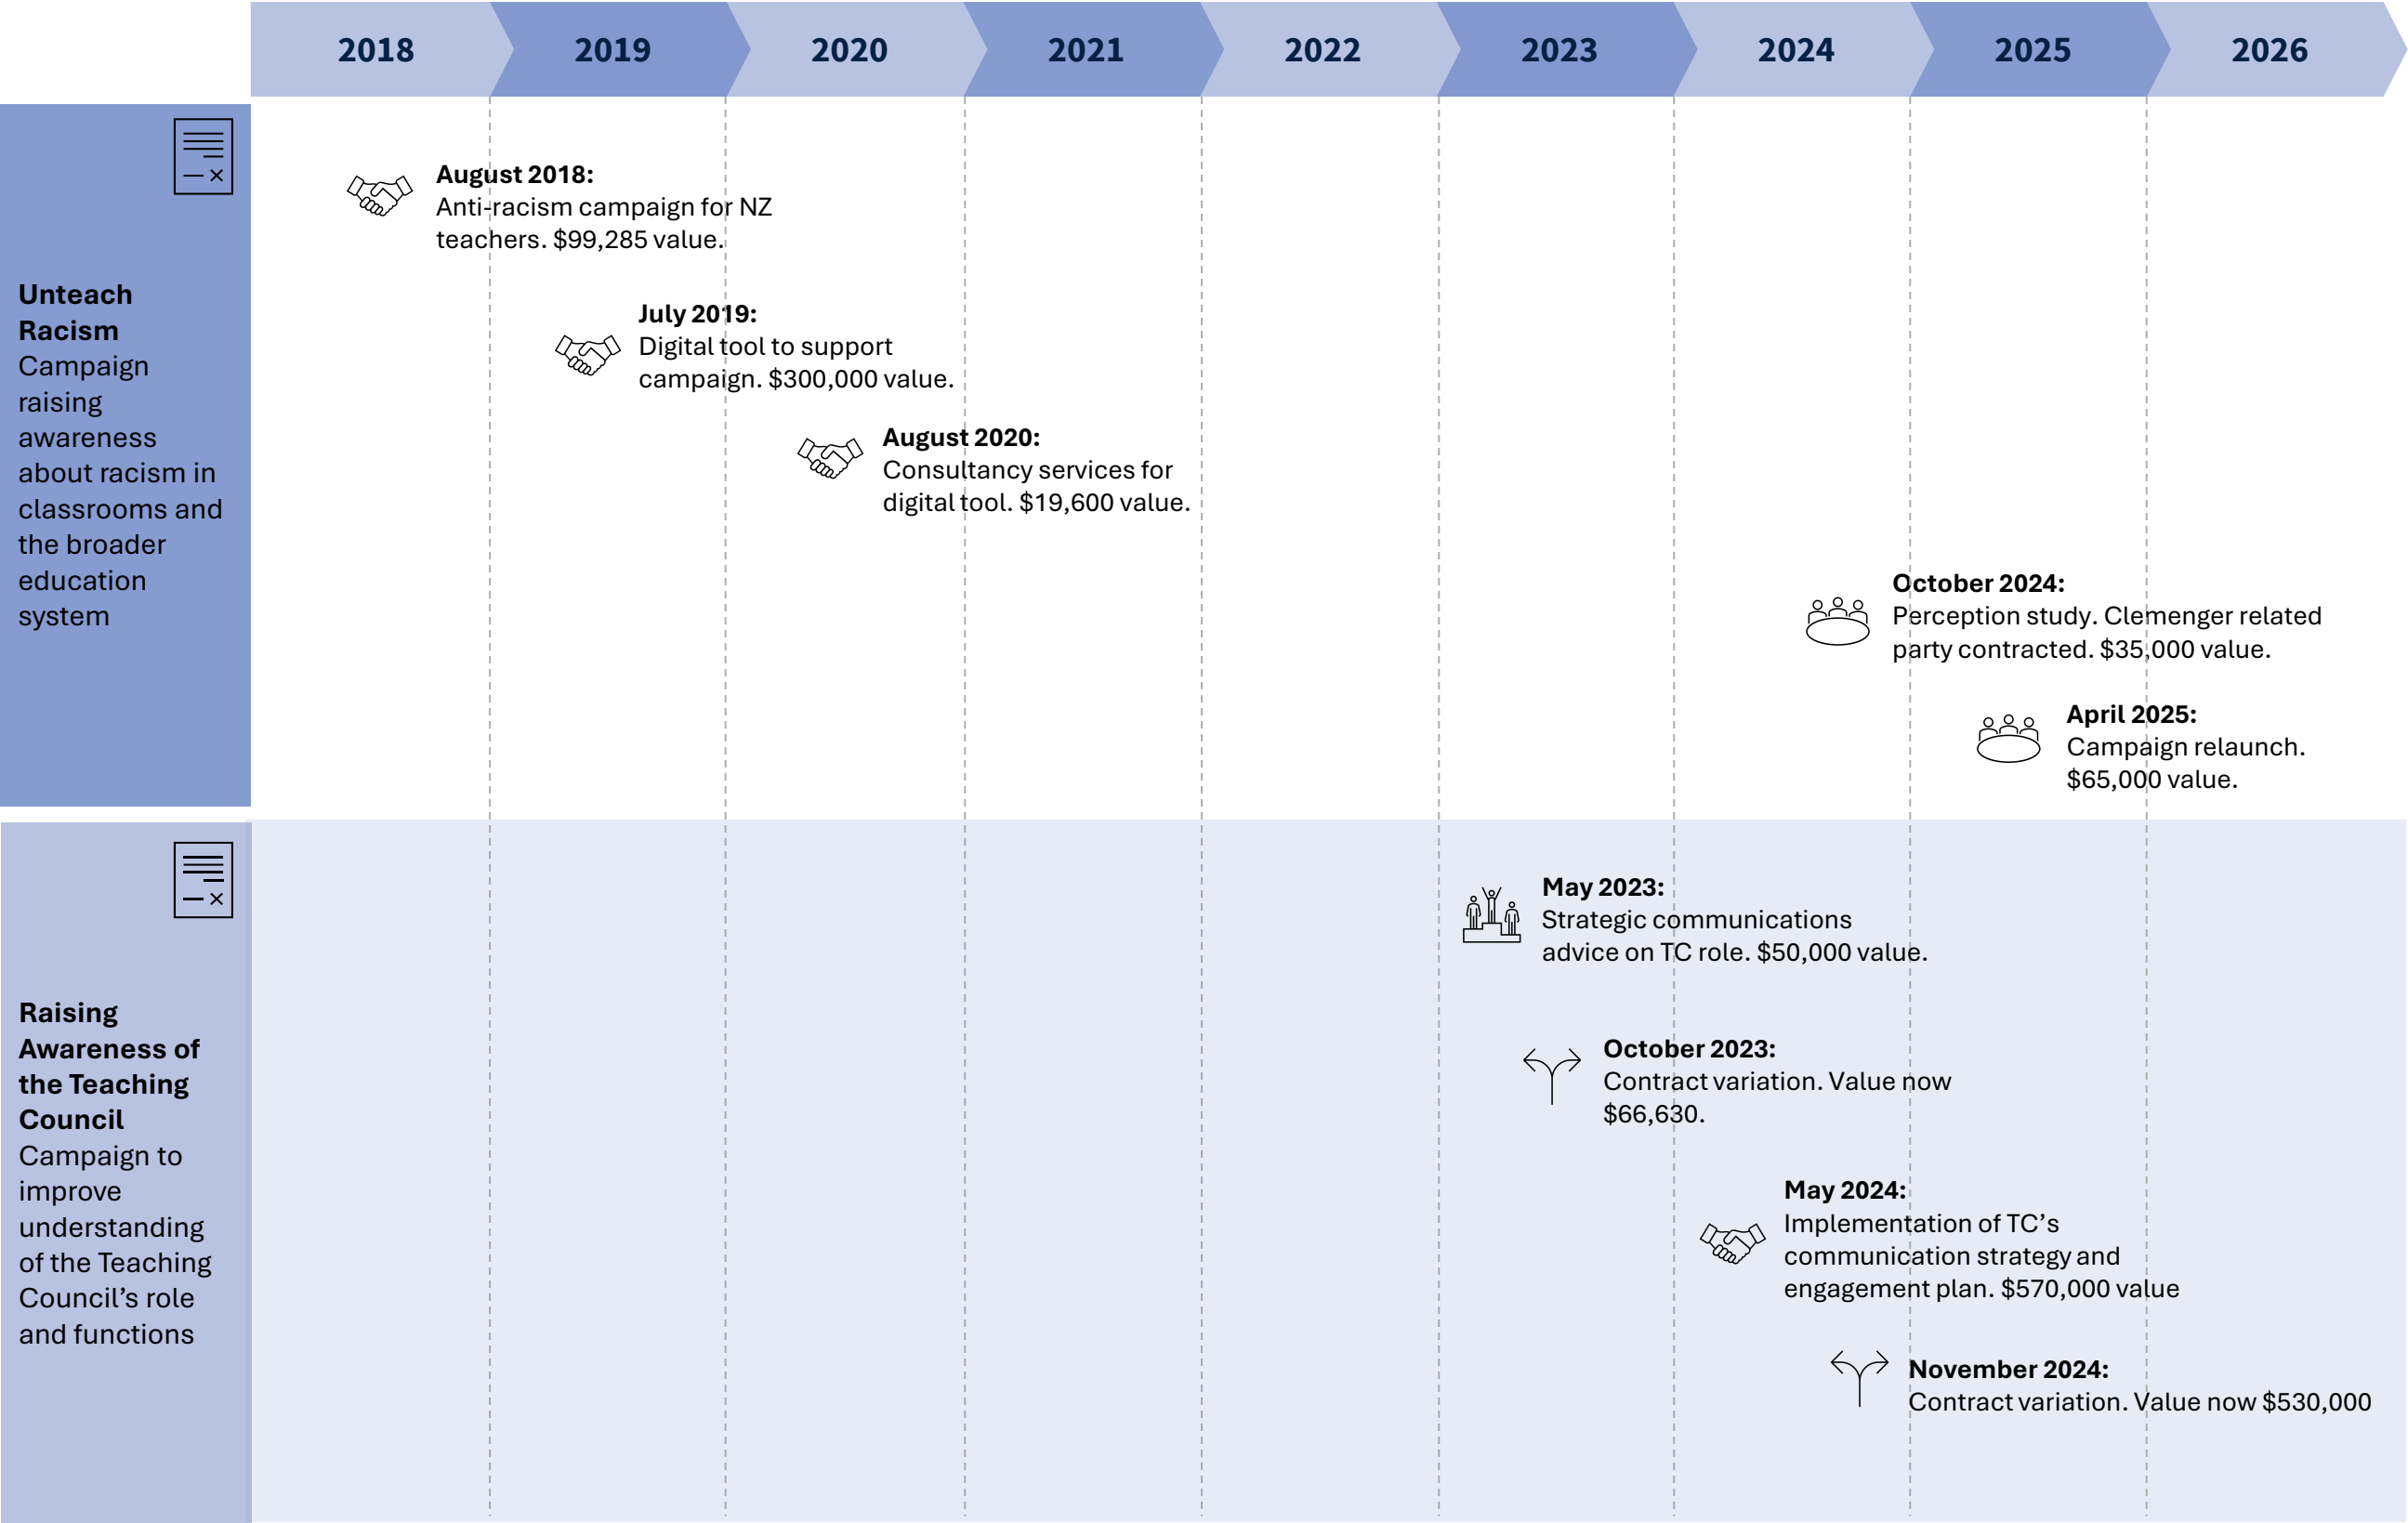 2018
2019
2020
2021
2022
2023
2024
2025
2026
Unteach
Racism
Campaign
raising
awareness
about racism in
classrooms and
the broader
education
system
August 2018:
Anti-racism campaign for NZ
teachers. $99,285 value.
July 2019:
Digital tool to support
campaign. $300,000 value.
August 2020:
Consultancy services for
digital tool. $19,600 value.
October 2024:
Perception study. Clemenger related
party contracted. $35,000 value.
April 2025:
Campaign relaunch.
$65,000 value.
Raising
Awareness of
the Teaching
Council
Campaign to
improve
understanding
of the Teaching
Council’s role
and functions
May 2023:
Strategic communications
advice on TC role. $50,000 value.
October 2023:
Contract variation. Value now
$66,630.
May 2024:
Implementation of TC’s
communication strategy and
engagement plan. $570,000 value
November 2024:
Contract variation. Value now $530,000